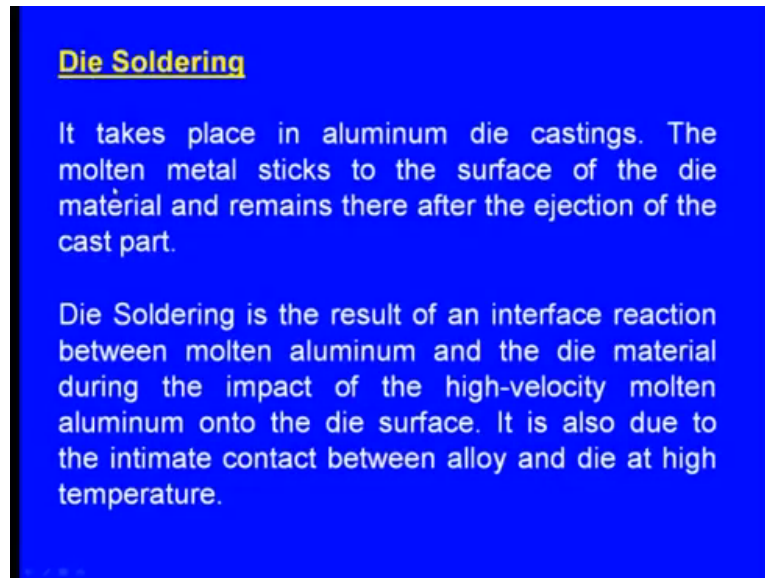 Die Soldering
It takes place in aluminum die castings. The
molten metal sticks to the surface of the die
material and remains there after the ejection of the
cast part.
Die Soldering is the result of an interface reaction
between molten aluminum and the die material
during the impact of the high-velocity molten
aluminum onto the die surface. It is also due to
the intimate contact between alloy and die at high
temperature.